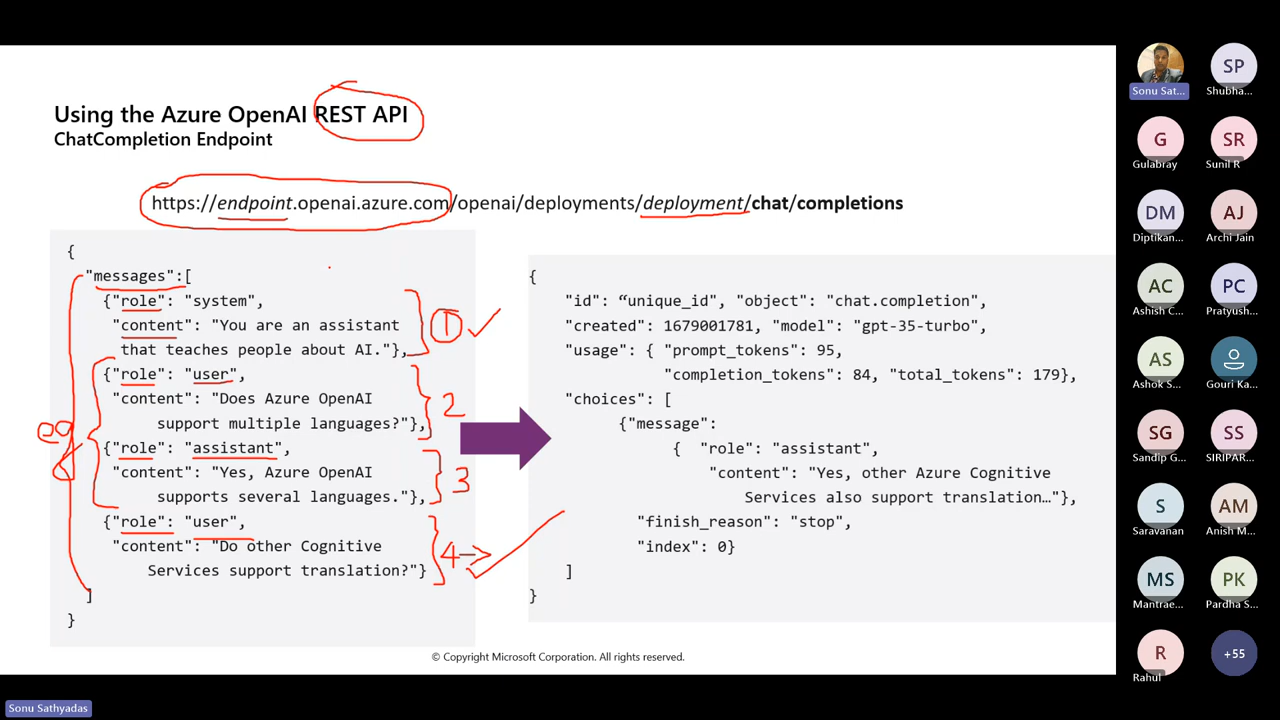 Using the Azure OpenAI REST API
ChatCompletion Endpoint
https://endpoint.openai.azure.com/openai/deployments/deployment/chat/completions
{
"messages":[
{"role": "system",
"content": "You are an assistant
that teaches people about AI."},
{"role": "user",
"content": "Does Azure OpenAI
support multiple languages?"},
{"role": "assistant",
"content": "Yes, Azure OpenAI
supports several languages."},
{"role": "user",
"content": "Do other Cognitive
Services support translation?"}
]
}
1
2
3
4
{
"id": “unique_id", "object": "chat.completion",
"created": 1679001781, "model": "gpt-35-turbo",
"usage": { "prompt_tokens": 95,
"completion_tokens": 84, "total_tokens": 179},
"choices": [
{"message":
{ "role": "assistant",
"content": "Yes, other Azure Cognitive
Services also support translation…"},
"finish_reason": "stop",
"index": 0}
]
}
© Copyright Microsoft Corporation. All rights reserved.
Sonu Sathyadas
Sonu Sat...
SP
Shubha...
G
Gulabray
SR
Sunil R
DM
Diptikan...
AJ
Archi Jain
AC
Ashish C...
PC
Pratyush...
AS
Ashok S...
Gouri Ka...
SG
Sandip G...
SS
SIRIPAR...
S
Saravanan
AM
Anish M...
MS
Mantrae...
PK
Pardha S...
R
Rahul
+55